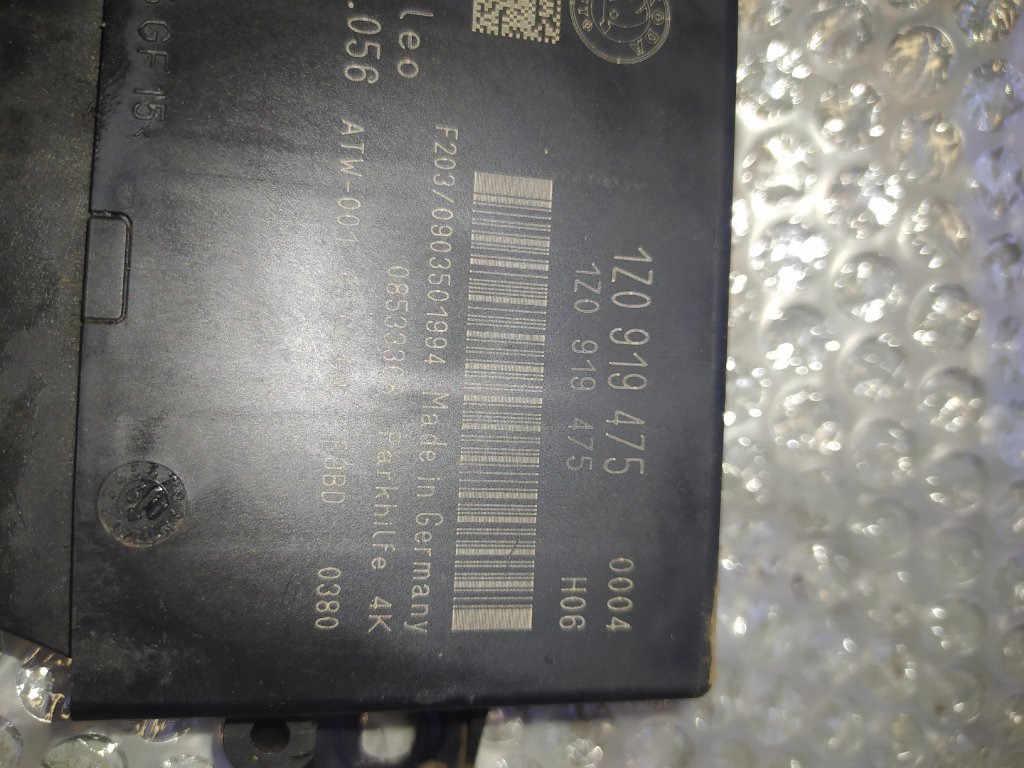 1Z0 919 475 0004
1Z0 919 475 H06
F203/0903501994 Made in Germany
Parkhilfe 4K
leo
.056 ATW-001 0380
GF 15<